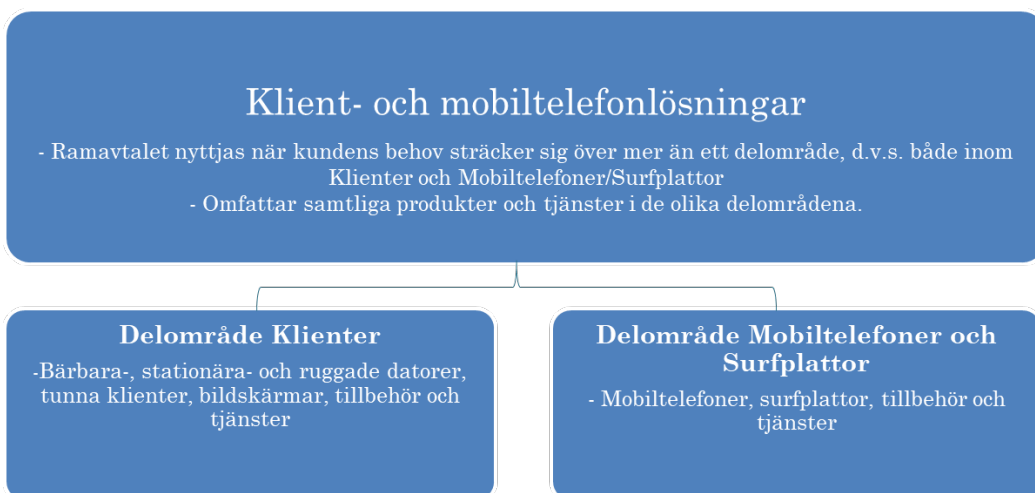 Klient- och mobiltelefonlösningar
- Ramavtalet nyttjas när kundens behov sträcker sig över mer än ett delområde, d.v.s. både inom
Klienter och Mobiltelefoner/Surfplattor
- Omfattar samtliga produkter och tjänster i de olika delområdena.
Delområde Klienter
-Bärbara-, stationära- och ruggade datorer,
tunna klienter, bildskärmar, tillbehör och
tjänster
Delområde Mobiltelefoner och
Surfplattor
- Mobiltelefoner, surfplattor, tillbehör och
tjänster